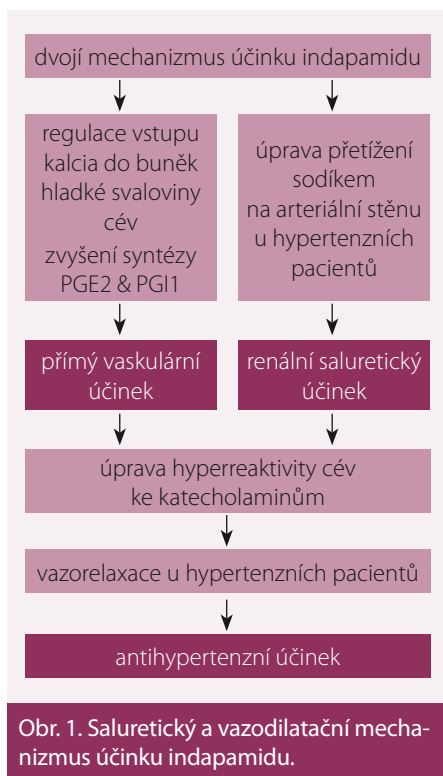 dvojí mechanizmus účinku indapamidu
regulace vstupu
kalcia do buněk
hladké svaloviny
cév
zvýšení syntézy
PGE2 & PGI1
úprava přetížení
sodíkem
na arteriální stěnu
u hypertenzních
pacientů
přímý vaskulární
účinek
renální saluretický
účinek
úprava hyperreaktivity cév
ke katecholaminům
vazorelaxace u hypertenzních pacientů
antihypertenzní účinek
Obr. 1. Saluretický a vazodilatační mecha-
nizmus účinku indapamidu.